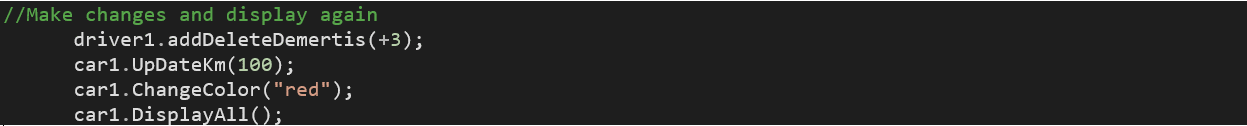 //Make changes and display again
driver1.addDeleteDemertis(+3);
car1.UpDateKm(100);
car1.ChangeColor("red");
car1.DisplayAll();